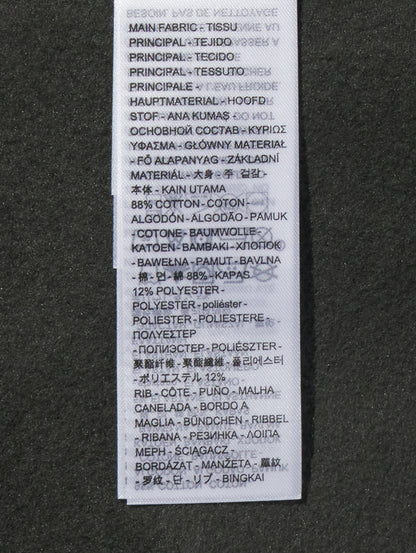 MAIN FABRIC - TISSU
PRINCIPAL - TEJIDO
PRINCIPAL - TECIDO
PRINCIPAL - TESSUTO
PRINCIPALE -
HAUPTMATERIAL - HOOFD
STOF - ANA KUMAŞ -
ОСНОВНОЙ СОСТАВ - ΚΥΡΙΩΣ
ΥΦΑΣΜΑ - GŁÓWNY MATERIAŁ
- FŐ ALAPANYAG - ZÁKLADNÍ
MATERIÁL - 大身 - 주 겉감 -
本体 - KAIN UTAMA
88% COTTON - COTON -
ALGODÓN - ALGODÃO - PAMUK
- COTONE - BAUMWOLLE -
KATOEN - BAMBAKI - ХЛОПОК
- BAWEŁNA - PAMUT - BAVLNA
- 棉 - 면 - 綿 88% - KAPAS
12% POLYESTER -
POLYESTER - poliéster -
POLIESTER - POLIESTERE -
ΠΟΛΥΕΣΤΕΡ
- ПОЛИЭСТЕР - POLIÉSZTER -
聚酯纤维 - 聚酯纖維 - 폴리에스터
- ポリエステル 12%
RIB - CÔTE - PUÑO - MALHA
CANELADA - BORDO A
MAGLIA - BÜNDCHEN - RIBBEL
- RIBANA - РЕЗИНКА - ΛΟΙΠΑ
ΜΕΡΗ - ŚCIĄGACZ -
BORDÁZAT - MANŽETA - 羅紋
- 罗纹 - 단 - リブ - BINGKAI